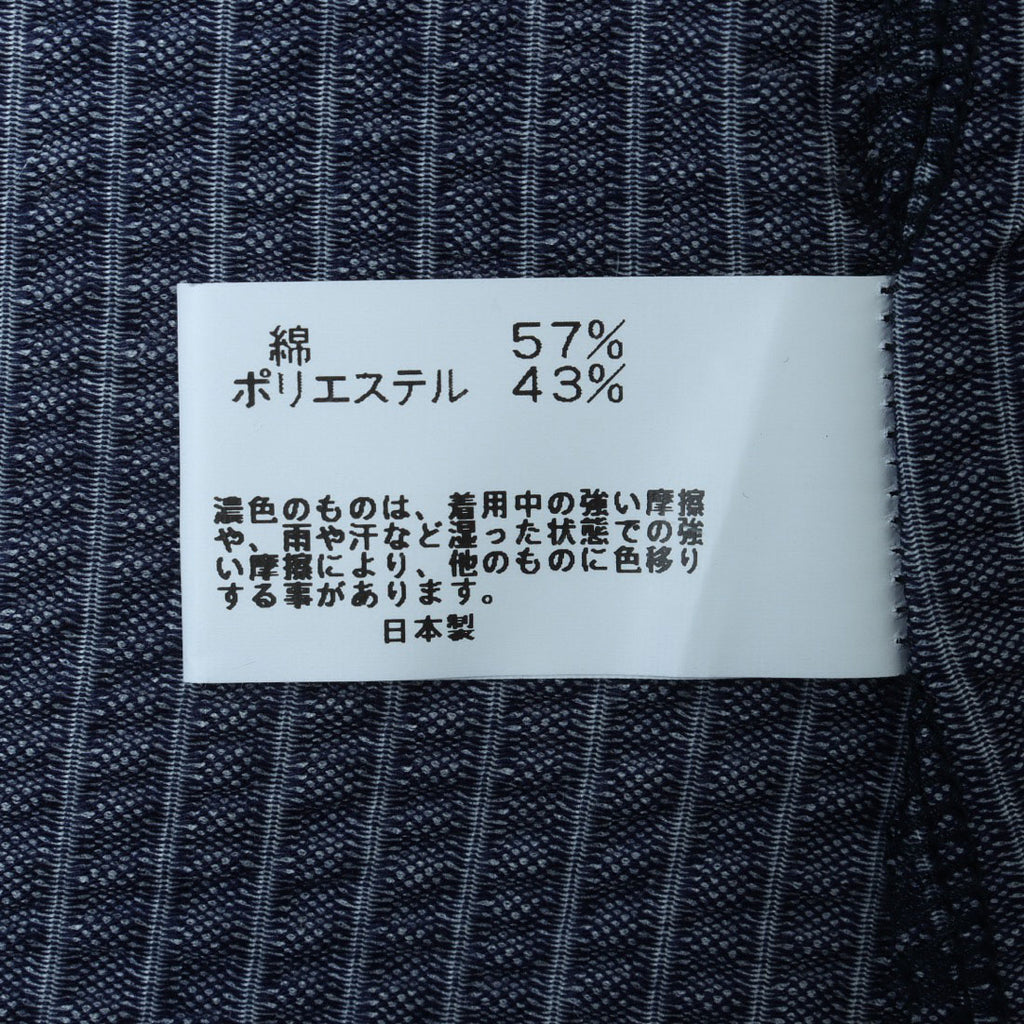 綿 57%
ポリエステル 43%
濃色のものは、着用中の強い摩擦
や、雨や汗など湿った状態での強
い摩擦により、他のものに色移り
する事があります。
日本製